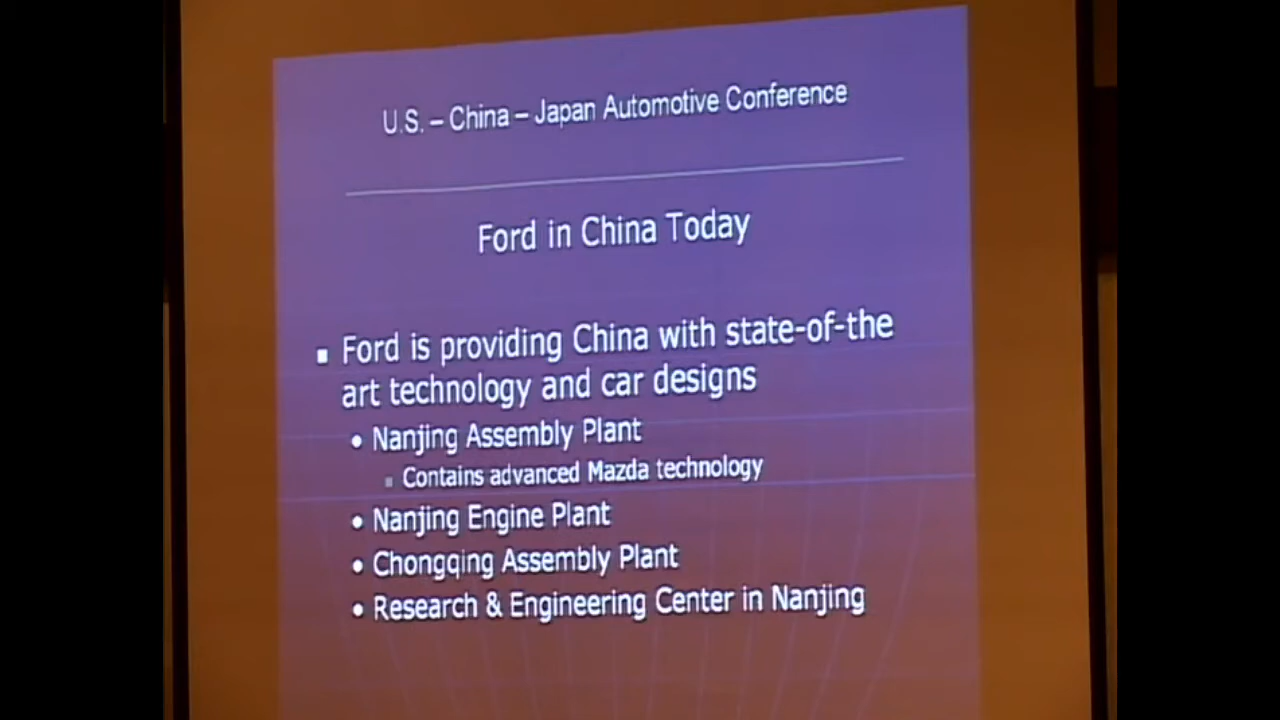 U.S. – China – Japan Automotive Conference
Ford in China Today
▪ Ford is providing China with state-of-the
art technology and car designs
• Nanjing Assembly Plant
▪ Contains advanced Mazda technology
• Nanjing Engine Plant
• Chongqing Assembly Plant
• Research & Engineering Center in Nanjing